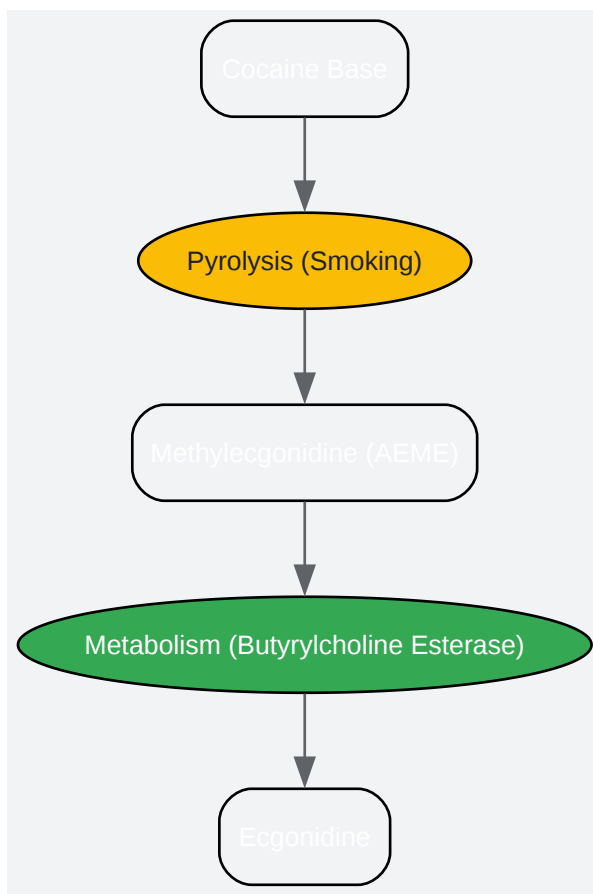 Cocaine Base
Pyrolysis (Smoking)
Methylecgonidine (AEME)
Metabolism (Butyrylcholine Esterase)
Ecgonidine